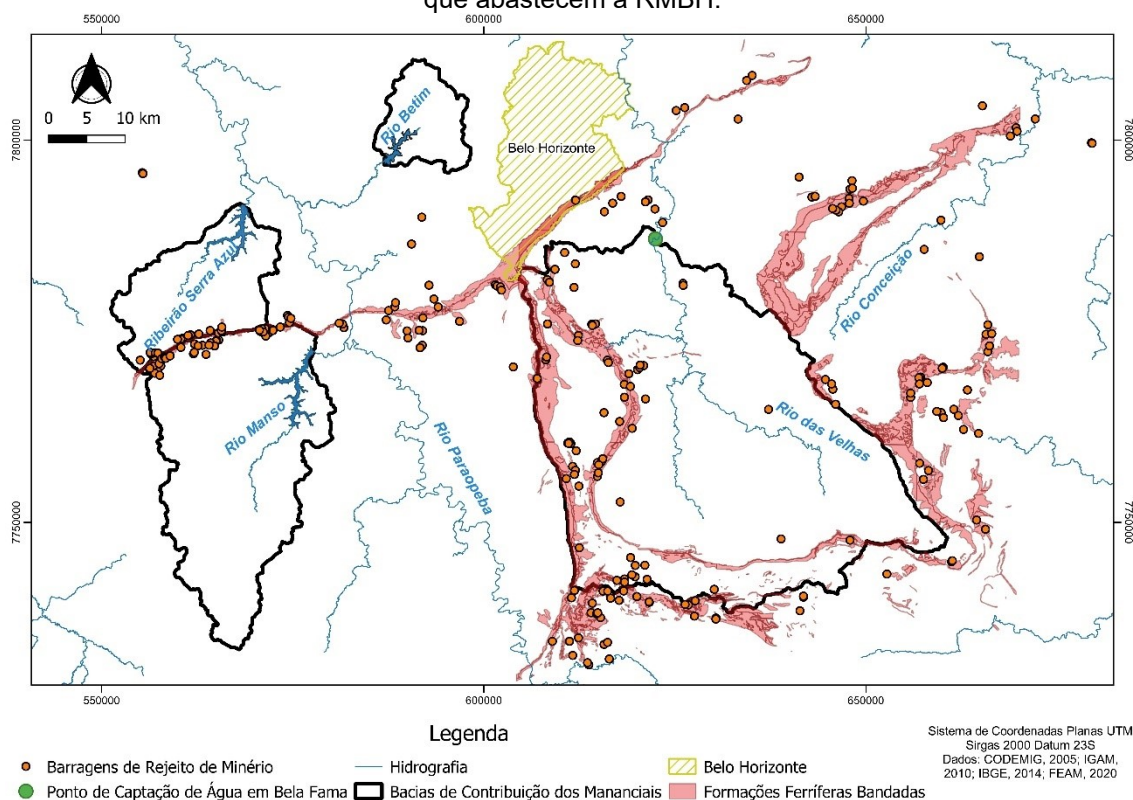 que abastecem a RMBH.
550000
600000
650000
0 5 10 km
7800000
7800000
Rio Betim
Belo Horizonte
Ribeirão Serra Azul
Rio Conceição
Rio Manso
Rio Paraopeba
Rio das Velhas
7750000
7750000
550000
600000
650000
Legenda
Barragens de Rejeito de Minério
Hidrografia
Belo Horizonte
Ponto de Captação de Água em Bela Fama
Bacias de Contribuição dos Mananciais
Formações Ferríferas Bandadas
Sistema de Coordenadas Planas UTM
Sirgas 2000 Datum 23S
Dados: CODEMIG, 2005; IGAM,
2010; IBGE, 2014; FEAM, 2020